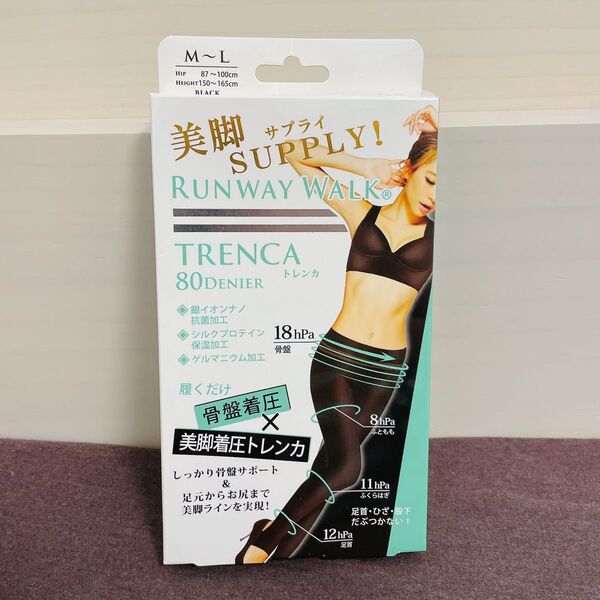 M～L
HIP 87～100cm
HEIGHT 150～165cm
BLACK
美脚 サプライ
SUPPLY!
RUNWAY WALK®
TRENCA
トレンカ
80 DENIER
銀イオンナノ
抗菌加工
シルクプロテイン
保湿加工
ゲルマニウム加工
18hPa
骨盤
8hPa
ふともも
11hPa
ふくらはぎ
12hPa
足首
履くだけ
骨盤着圧
×
美脚着圧トレンカ
しっかり骨盤サポート
&
足元からお尻まで
美脚ラインを実現!
足首・ひざ・股下
だぶつかない!